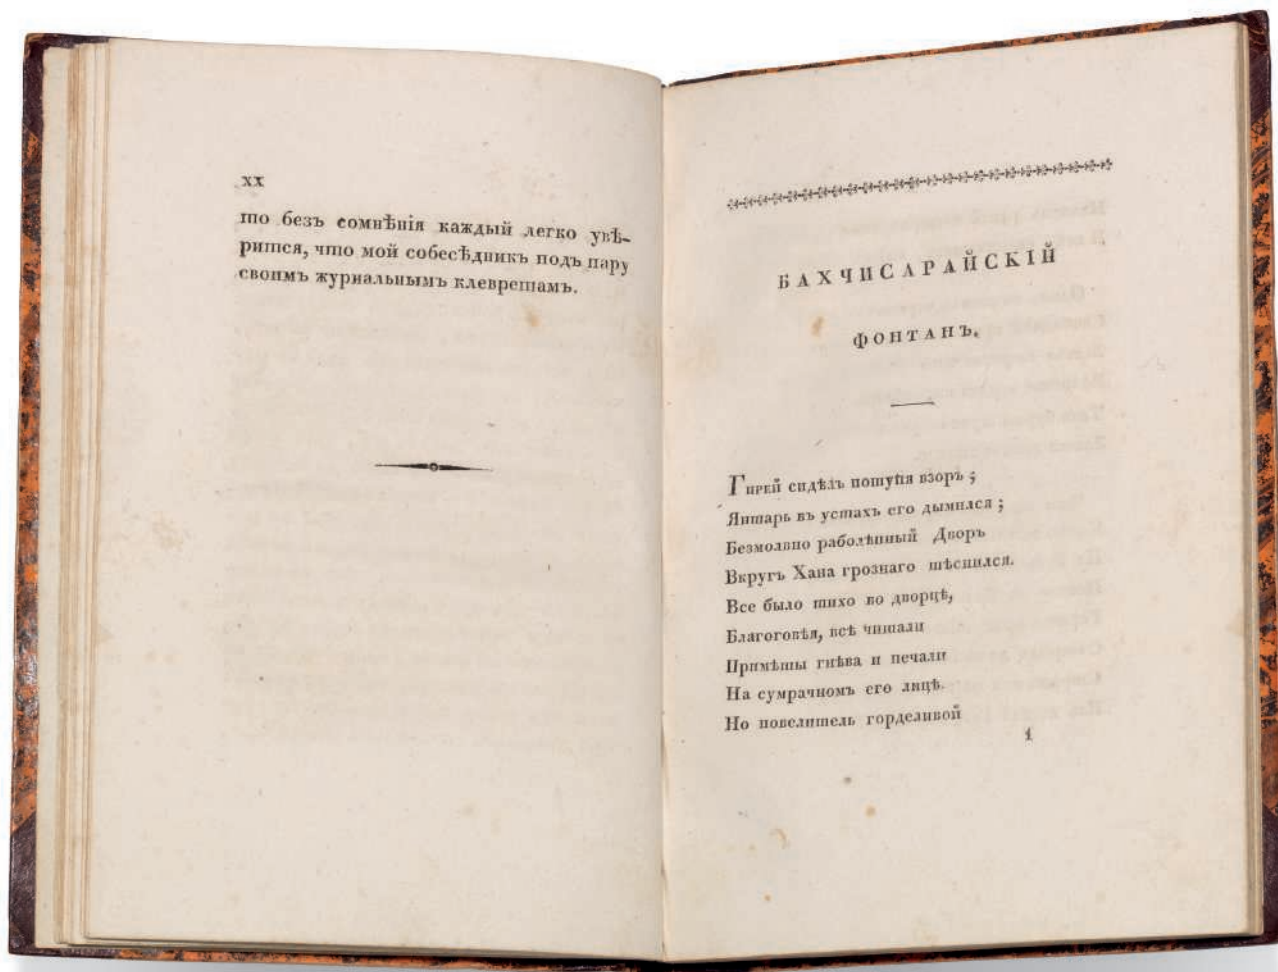 xx
то безъ сомнѣнія каждый легко увѣ-
рится, что мой собесѣдникъ подъ пару
своимъ журнальнымъ клевретамъ.
БАХЧИСАРАЙСКІЙ
ФОНТАНЪ.
Гирей сидѣлъ потупя взоръ;
Янтарь въ устахъ его дымился;
Безмолвно раболѣпный Дворъ
Вкругъ Хана грознаго тѣснился.
Все было тихо во дворцѣ,
Благоговѣя, всѣ читали
Примѣты гнѣва и печали
На сумрачномъ его лицѣ.
Но повелитель горделивой
1